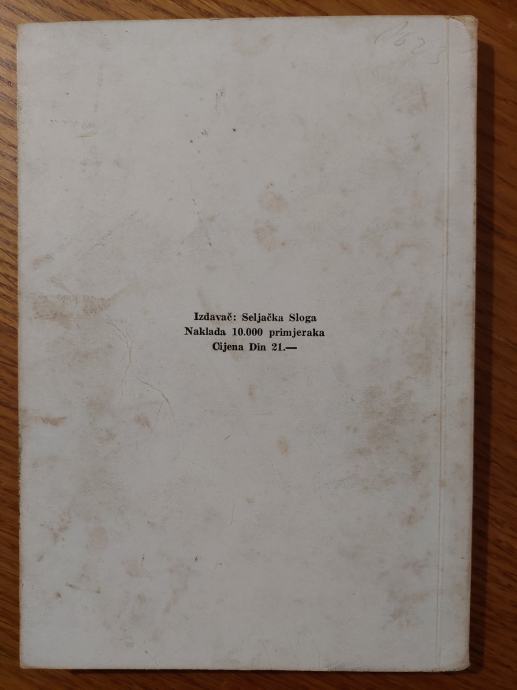 Izdavač: Seljačka Sloga
Naklada 10.000 primjeraka
Cijena Din 21.—